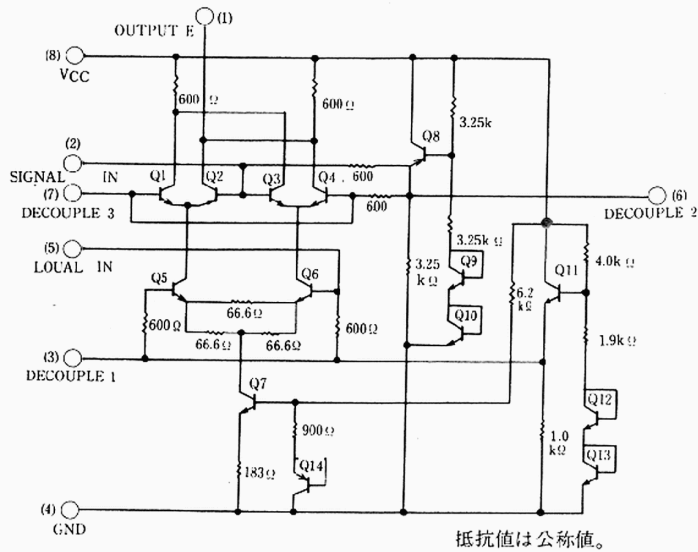 (1)
OUTPUT E
(8)
VCC
600 Ω
600Ω
Q8
3.25k
(2)
SIGNAL IN
Q1
Q2
Q3
Q4
600
600
(7)
DECOUPLE 3
(6)
DECOUPLE 2
(5)
LOUAL IN
3.25
kΩ
3.25kΩ
Q9
Q10
6.2
kΩ
Q11
4.0k Ω
Q5
Q6
66.6Ω
600Ω
66.6Ω
66.6Ω
600Ω
1.9kΩ
(3)
DECOUPLE 1
Q7
900Ω
Q12
Q13
1.0
kΩ
183Ω
Q14
(4)
GND
抵抗値は公称値。